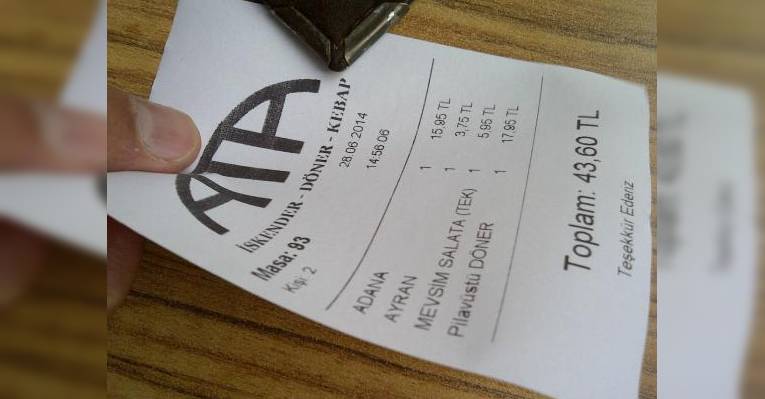 ATA
İSKENDER - DÖNER - KEBAP
28.06 2014
Masa: 93
14:56 06
Kişi: 2
ADANA 1 15,95 TL
AYRAN 1 3,75 TL
MEVSİM SALATA (TEK) 1 5,95 TL
Pilavüstü DÖNER 1 17,95 TL
Toplam: 43,60 TL
Teşekkür Ederiz